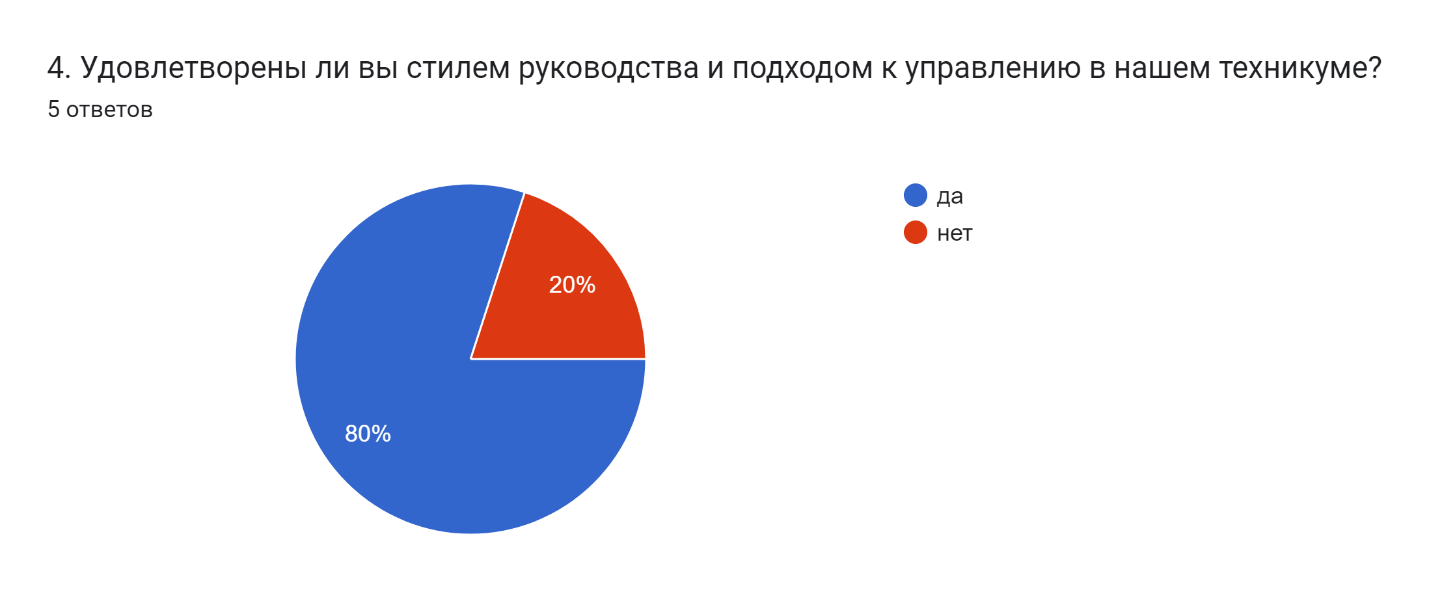 4. Удовлетворены ли вы стилем руководства и подходом к управлению в нашем техникуме?
5 ответов
да
нет
20%
80%